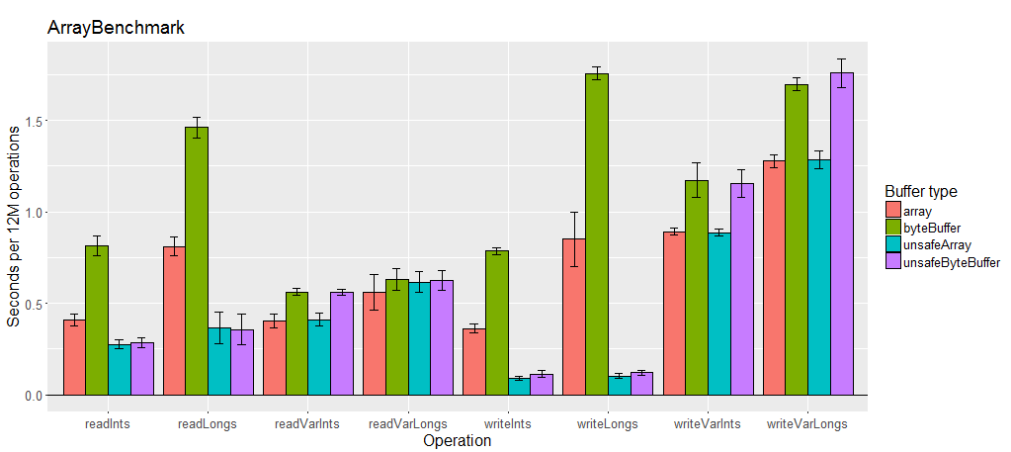 ArrayBenchmark
Seconds per 12M operations
1.5
1.0
0.5
0.0
readInts readLongs readVarInts readVarLongs writeInts writeLongs writeVarInts writeVarLongs
Operation
Buffer type
array
byteBuffer
unsafeArray
unsafeByteBuffer